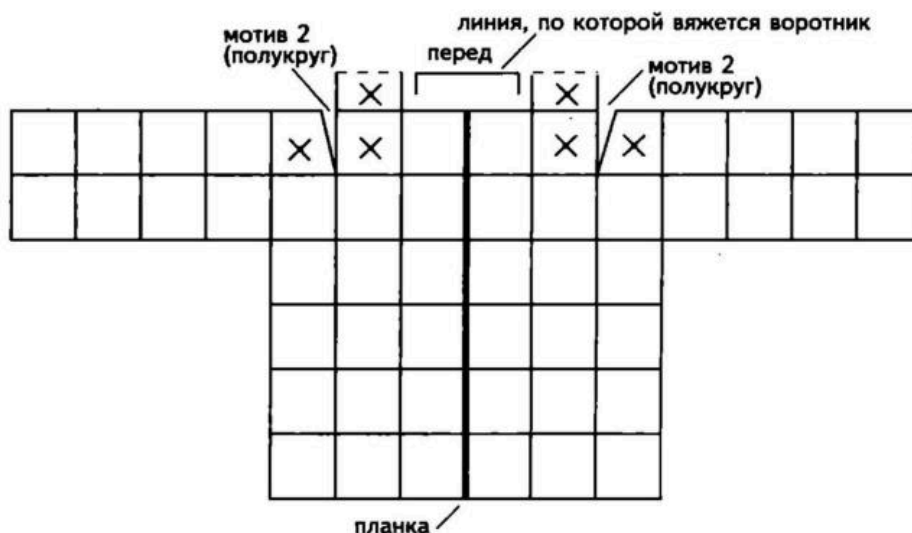 линия, по которой вяжется воротник
мотив 2
(полукруг)
перед
мотив 2
(полукруг)
планка